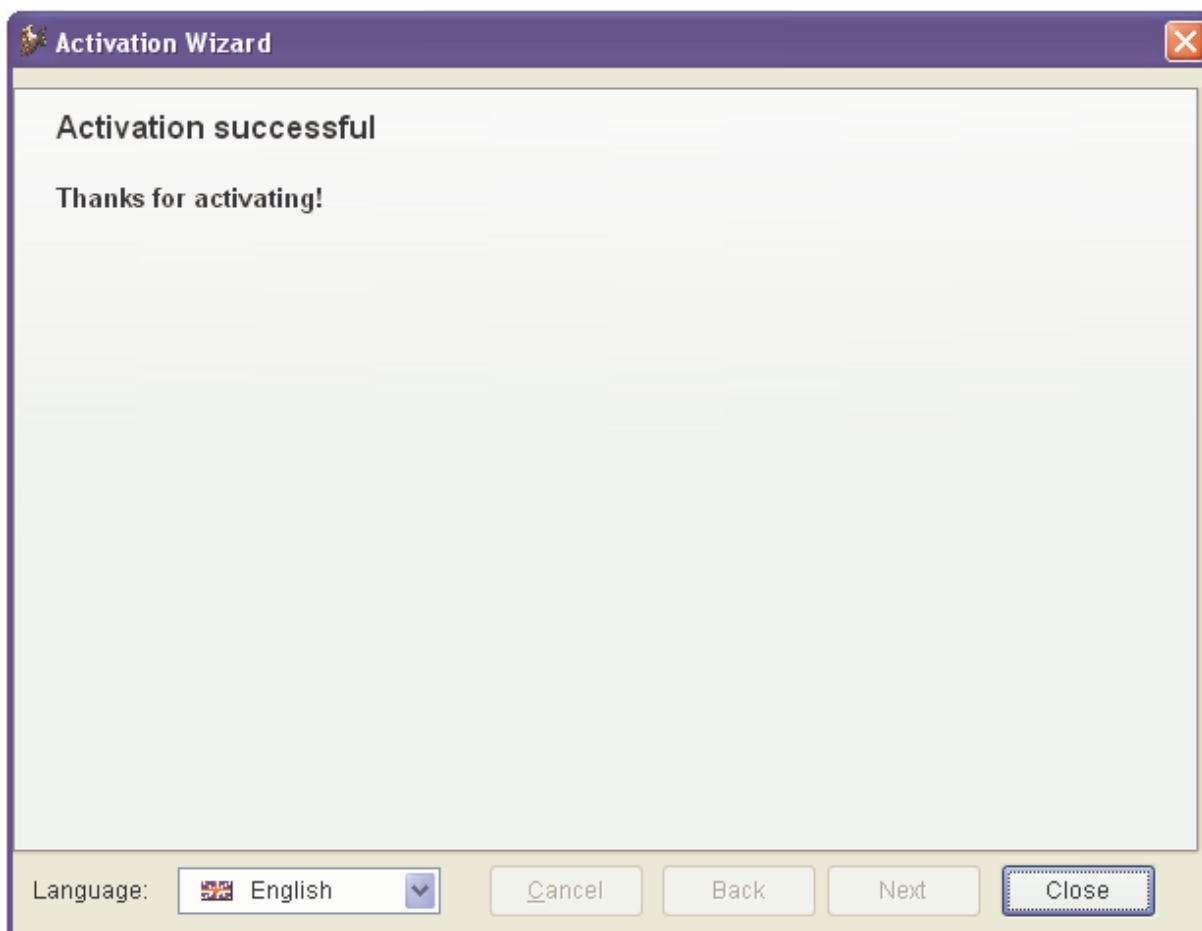 Activation Wizard
Activation successful
Thanks for activating!
Language: English Cancel Back Next Close